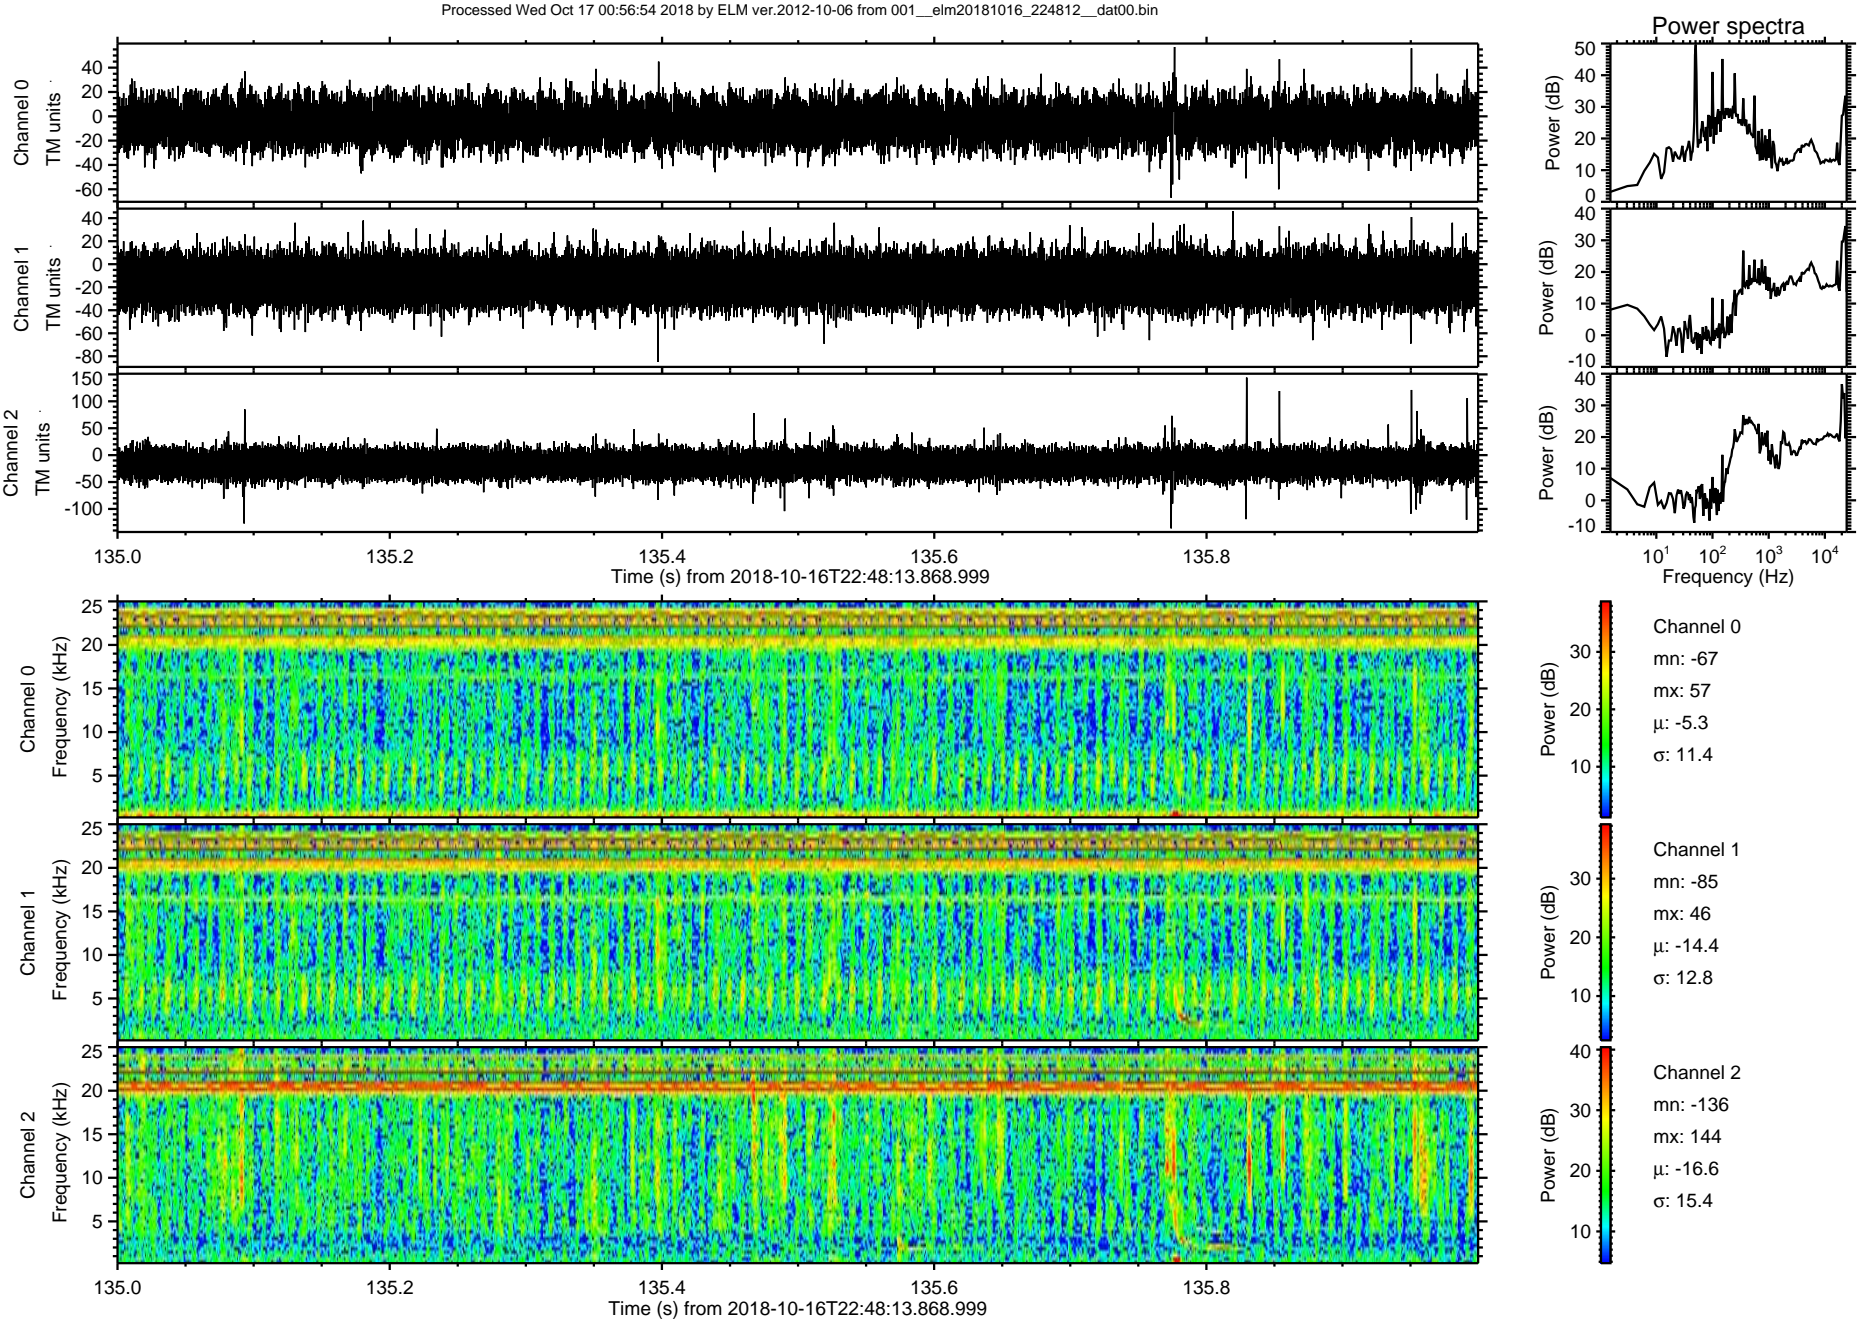 Processed Wed Oct 17 00:56:54 2018 by ELM ver.2012-10-06 from 001__elm20181016_224812__dat00.bin
Power spectra
Channel 0
TM units
40
20
0
-20
-40
-60
Power (dB)
50
40
30
20
10
0
Channel 1
TM units
40
20
0
-20
-40
-60
-80
Power (dB)
40
30
20
10
0
-10
Channel 2
TM units
150
100
50
0
-50
-100
Power (dB)
40
30
20
10
0
-10
135.0 135.2 135.4 135.6 135.8
Time (s) from 2018-10-16T22:48:13.868.999
10^1 10^2 10^3 10^4
Frequency (Hz)
Channel 0
Frequency (kHz)
25
20
15
10
5
Power (dB)
30
20
10
Channel 0
mn: -67
mx: 57
μ: -5.3
σ: 11.4
Channel 1
Frequency (kHz)
25
20
15
10
5
Power (dB)
30
20
10
Channel 1
mn: -85
mx: 46
μ: -14.4
σ: 12.8
Channel 2
Frequency (kHz)
25
20
15
10
5
Power (dB)
40
30
20
10
Channel 2
mn: -136
mx: 144
μ: -16.6
σ: 15.4
135.0 135.2 135.4 135.6 135.8
Time (s) from 2018-10-16T22:48:13.868.999